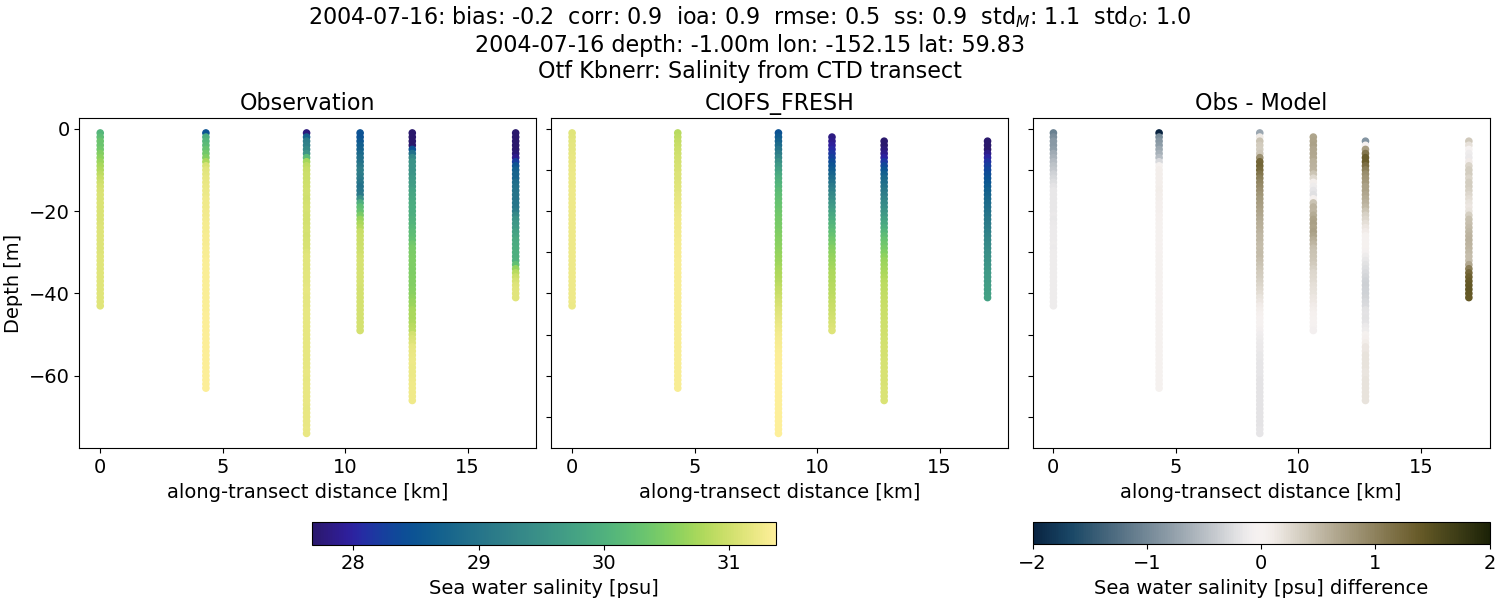 2004-07-16: bias: -0.2  corr: 0.9  ioa: 0.9  rmse: 0.5  ss: 0.9  std_M: 1.1  std_O: 1.0
2004-07-16 depth: -1.00m lon: -152.15 lat: 59.83
Otf Kbnerr: Salinity from CTD transect
Observation
CIOFS_FRESH
Obs - Model
Depth [m]
0
−20
−40
−60
0 5 10 15
0 5 10 15
0 5 10 15
along-transect distance [km]
along-transect distance [km]
along-transect distance [km]
28 29 30 31
Sea water salinity [psu]
−2 −1 0 1 2
Sea water salinity [psu] difference